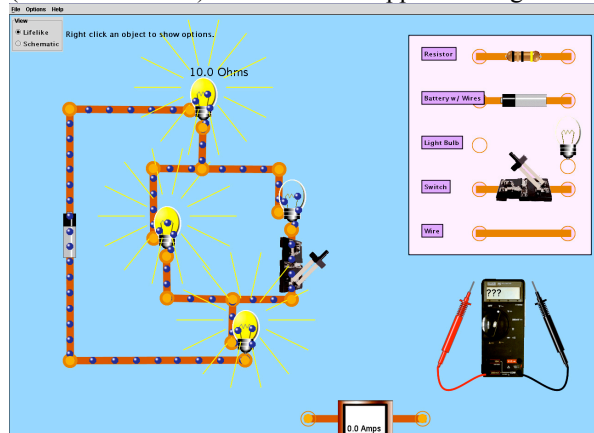 File Options Help
View
Lifelike
Schematic
Right click an object to show options.
10.0 Ohms
Resistor
Battery w/ Wires
Light Bulb
Switch
Wire
???
0.0 Amps